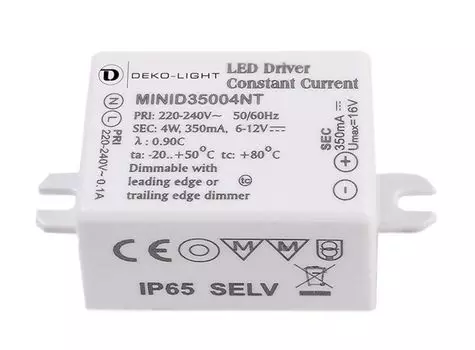 D DEKO-LIGHT
LED Driver
Constant Current
MINID35004NT
PRI: 220-240V~ 50/60Hz
SEC: 4W, 350mA, 6-12V⎓
λ : 0.90C
ta: -20..+50°C tc: +80°C
Dimmable with
leading edge or
trailing edge dimmer
tc
N
L
PRI
220-240V~ 0.1A
SEC
350mA⎓
Umax=16V
−
+
CE M M
IP65 SELV